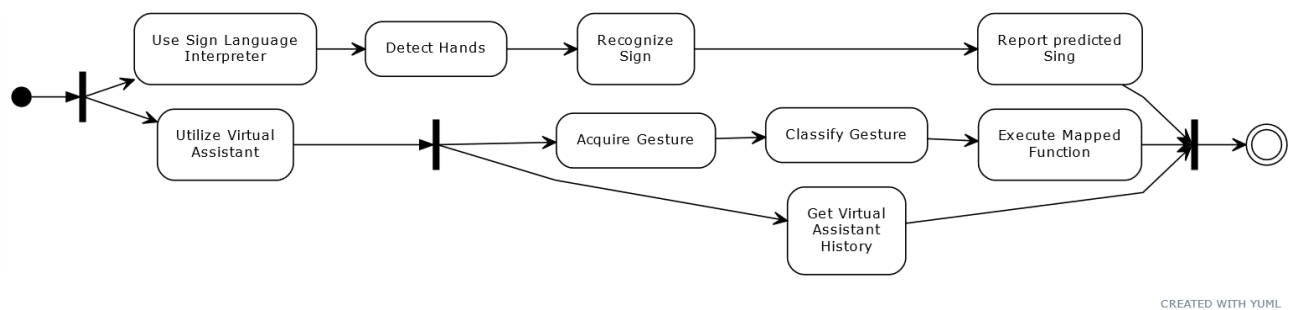 Use Sign Language
Interpreter
Detect Hands
Recognize
Sign
Report predicted
Sing
Utilize Virtual
Assistant
Acquire Gesture
Classify Gesture
Execute Mapped
Function
Get Virtual
Assistant
History
CREATED WITH YUML